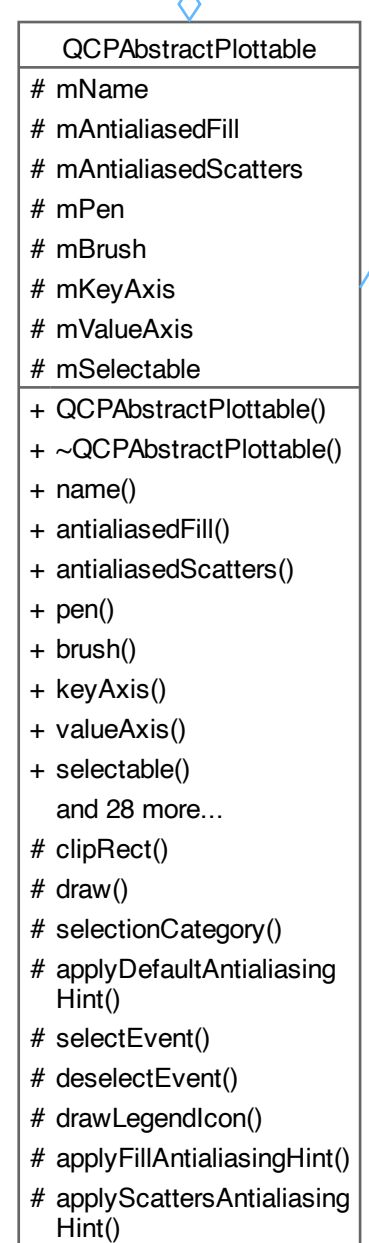 QCPAbstractPlottable
# mName
# mAntialiasedFill
# mAntialiasedScatters
# mPen
# mBrush
# mKeyAxis
# mValueAxis
# mSelectable
+ QCPAbstractPlottable()
+ ~QCPAbstractPlottable()
+ name()
+ antialiasedFill()
+ antialiasedScatters()
+ pen()
+ brush()
+ keyAxis()
+ valueAxis()
+ selectable()
and 28 more...
# clipRect()
# draw()
# selectionCategory()
# applyDefaultAntialiasing
Hint()
# selectEvent()
# deselectEvent()
# drawLegendIcon()
# applyFillAntialiasingHint()
# applyScattersAntialiasing
Hint()